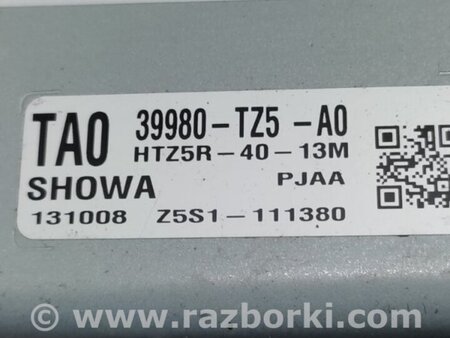 TA0 39980-TZ5-A0
HTZ5R-40-13M
SHOWA PJAA
131008 Z5S1-111380
www.razborki.com